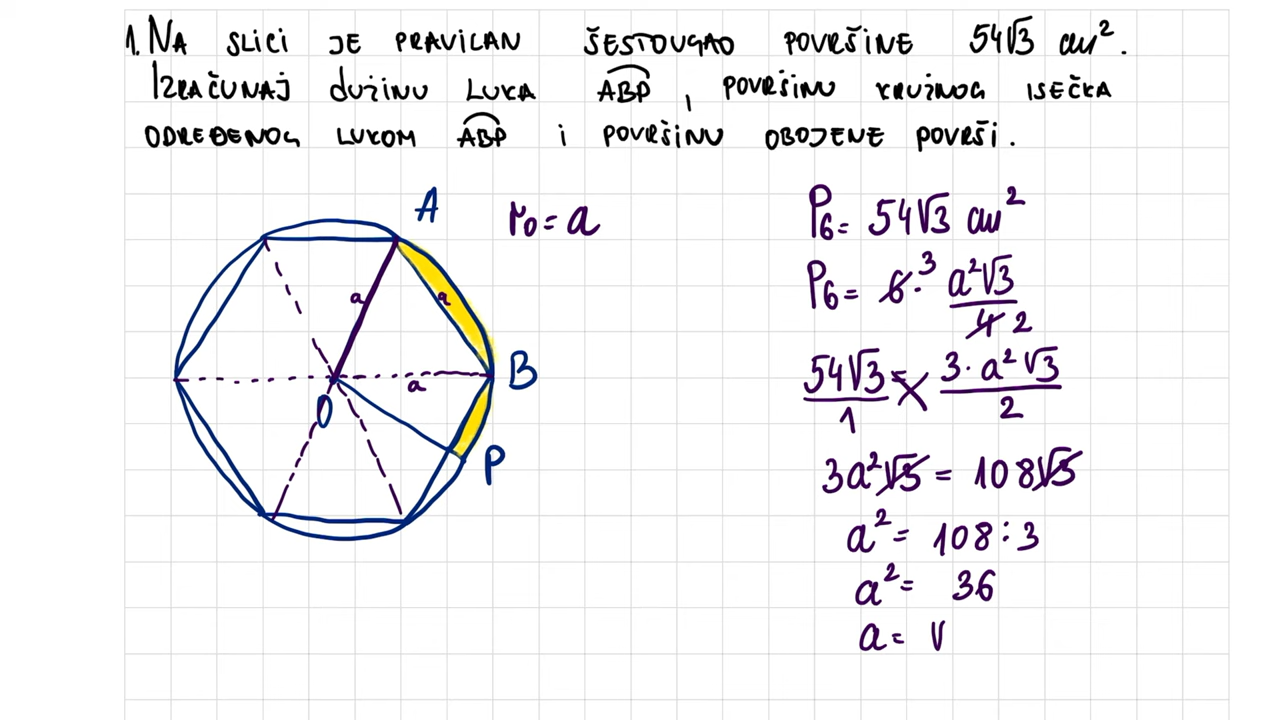 1. NA SLICI JE PRAVILAN ŠESTOUGAO POVRŠINE 54√3 cm².
IZRAČUNAJ DUŽINU LUKA ABP, POVRŠINU KRUŽNOG ISEČKA
ODREĐENOG LUKOM ABP I POVRŠINU OBOJENE POVRŠI.
A
r₀ = a
a
a
B
a
O
P
P₆ = 54√3 cm²
P₆ = 6 · 3 a²√3 / 4 2
54√3 / 1 = 3 · a²√3 / 2
3a²√3 = 108√3
a² = 108 : 3
a² = 36
a = √